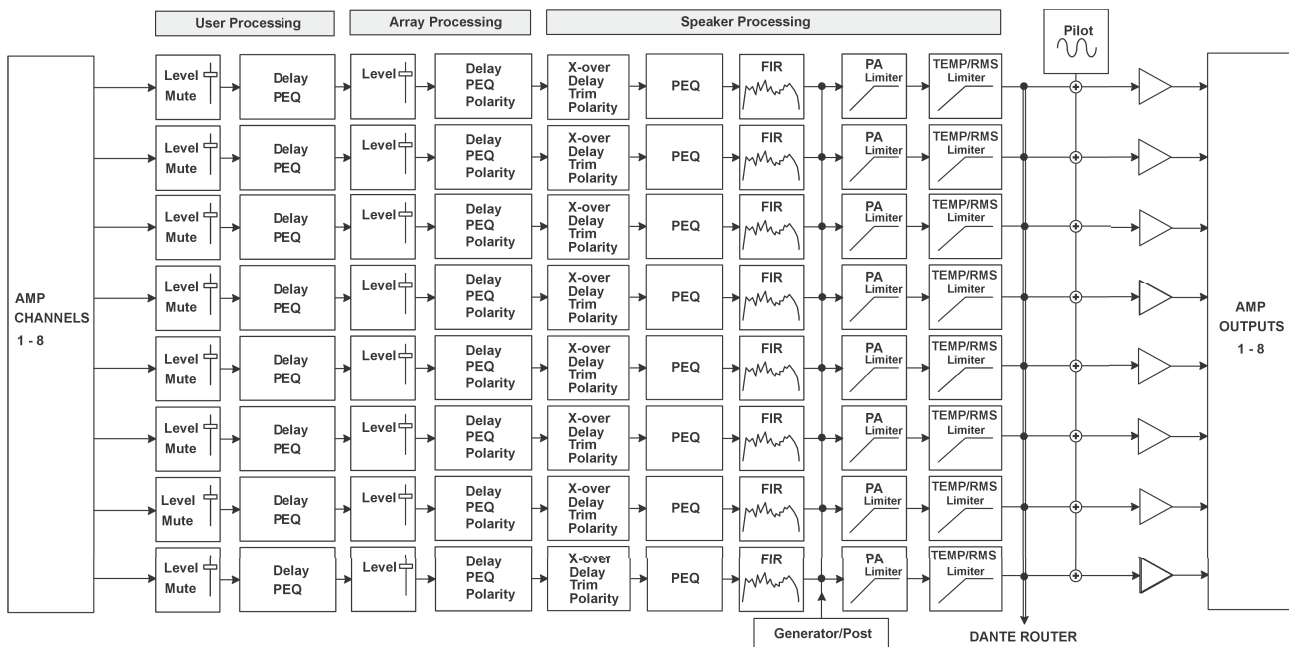 User Processing
Array Processing
Speaker Processing
Pilot
AMP
CHANNELS
1 - 8
Level
Mute
Delay
PEQ
Level
Delay
PEQ
Polarity
X-over
Delay
Trim
Polarity
PEQ
FIR
PA
Limiter
TEMP/RMS
Limiter
Level
Mute
Delay
PEQ
Level
Delay
PEQ
Polarity
X-over
Delay
Trim
Polarity
PEQ
FIR
PA
Limiter
TEMP/RMS
Limiter
Level
Mute
Delay
PEQ
Level
Delay
PEQ
Polarity
X-over
Delay
Trim
Polarity
PEQ
FIR
PA
Limiter
TEMP/RMS
Limiter
Level
Mute
Delay
PEQ
Level
Delay
PEQ
Polarity
X-over
Delay
Trim
Polarity
PEQ
FIR
PA
Limiter
TEMP/RMS
Limiter
Level
Mute
Delay
PEQ
Level
Delay
PEQ
Polarity
X-over
Delay
Trim
Polarity
PEQ
FIR
PA
Limiter
TEMP/RMS
Limiter
Level
Mute
Delay
PEQ
Level
Delay
PEQ
Polarity
X-over
Delay
Trim
Polarity
PEQ
FIR
PA
Limiter
TEMP/RMS
Limiter
Level
Mute
Delay
PEQ
Level
Delay
PEQ
Polarity
X-over
Delay
Trim
Polarity
PEQ
FIR
PA
Limiter
TEMP/RMS
Limiter
Level
Mute
Delay
PEQ
Level
Delay
PEQ
Polarity
X-over
Delay
Trim
Polarity
PEQ
FIR
PA
Limiter
TEMP/RMS
Limiter
AMP
OUTPUTS
1 - 8
Generator/Post
DANTE ROUTER